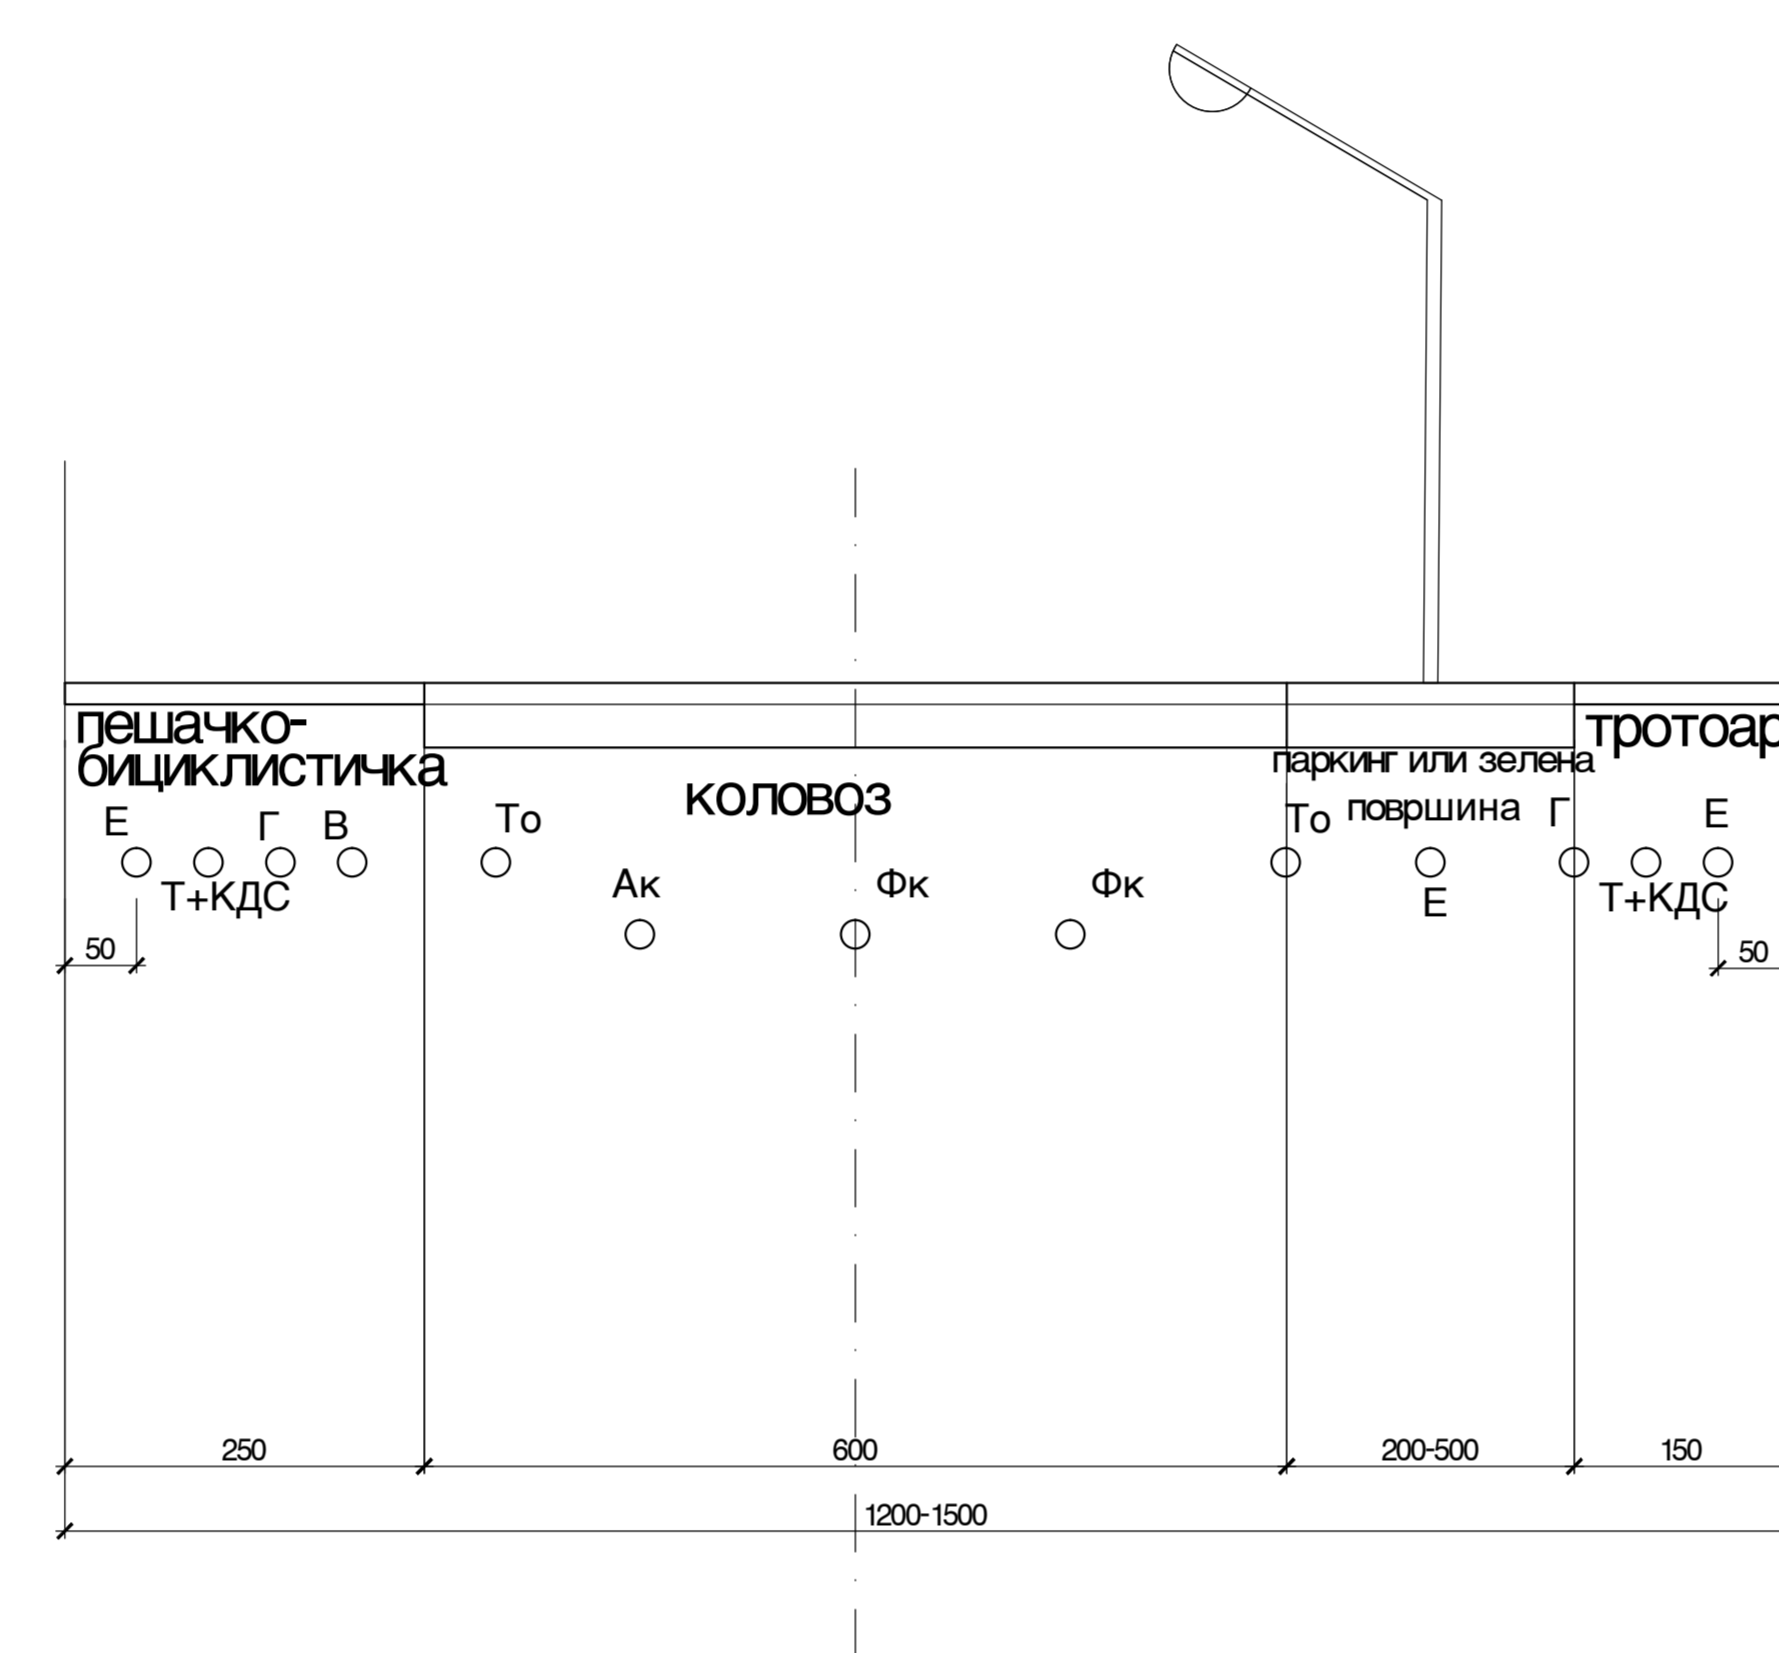 пешачко-
бициклистичка
тротоар
паркинг или зелена
површина
коловоз
Е
Г
В
То
То
Г
Е
Т+КДС
Ак
Фк
Фк
Е
Т+КДС
50
50
250
600
200-500
150
1200-1500